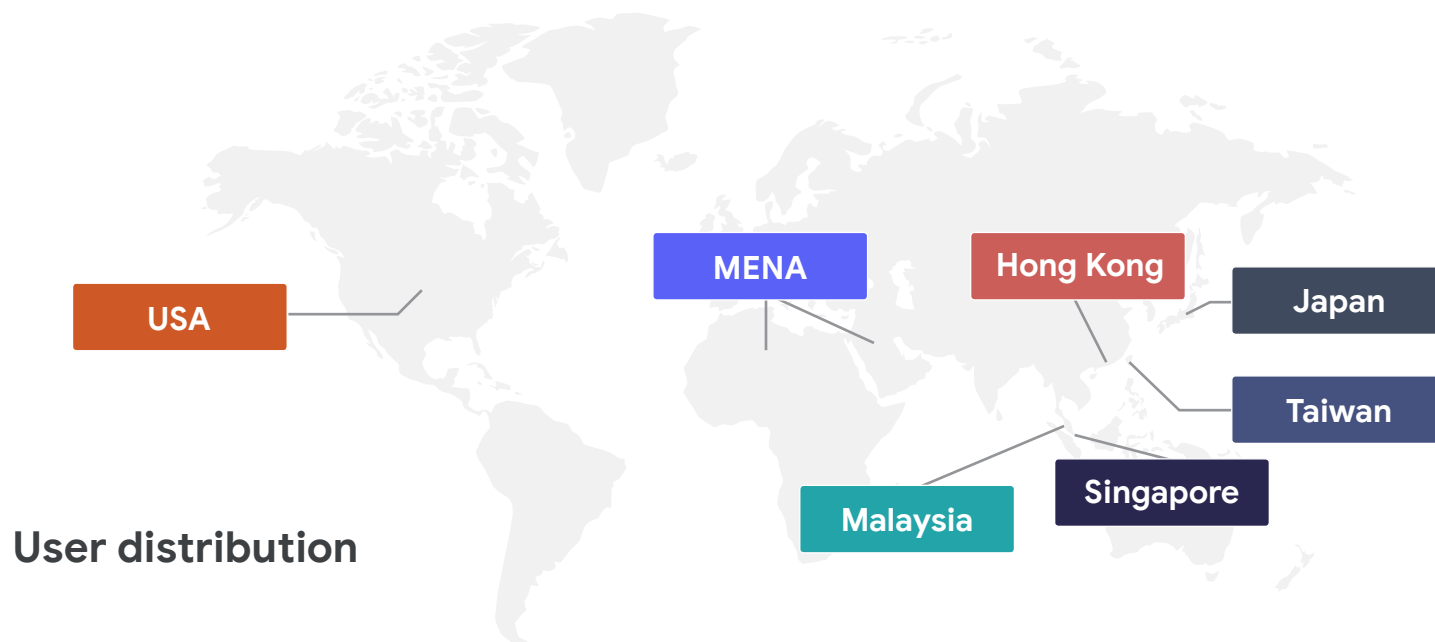 MENA
Hong Kong
Japan
USA
Taiwan
Singapore
Malaysia
User distribution